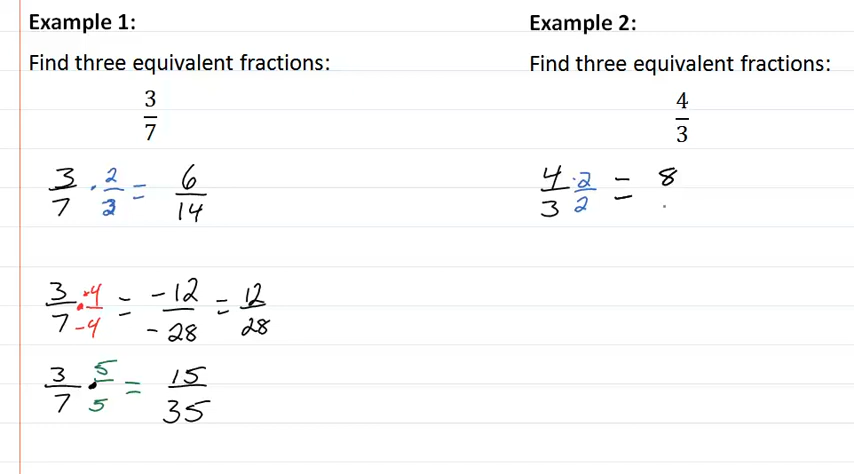 Example 1:
Find three equivalent fractions:
3/7
3/7 · 2/2 = 6/14
3/7 · -4/-4 = -12/-28 = 12/28
3/7 · 5/5 = 15/35
Example 2:
Find three equivalent fractions:
4/3
4/3 · 2/2 = 8